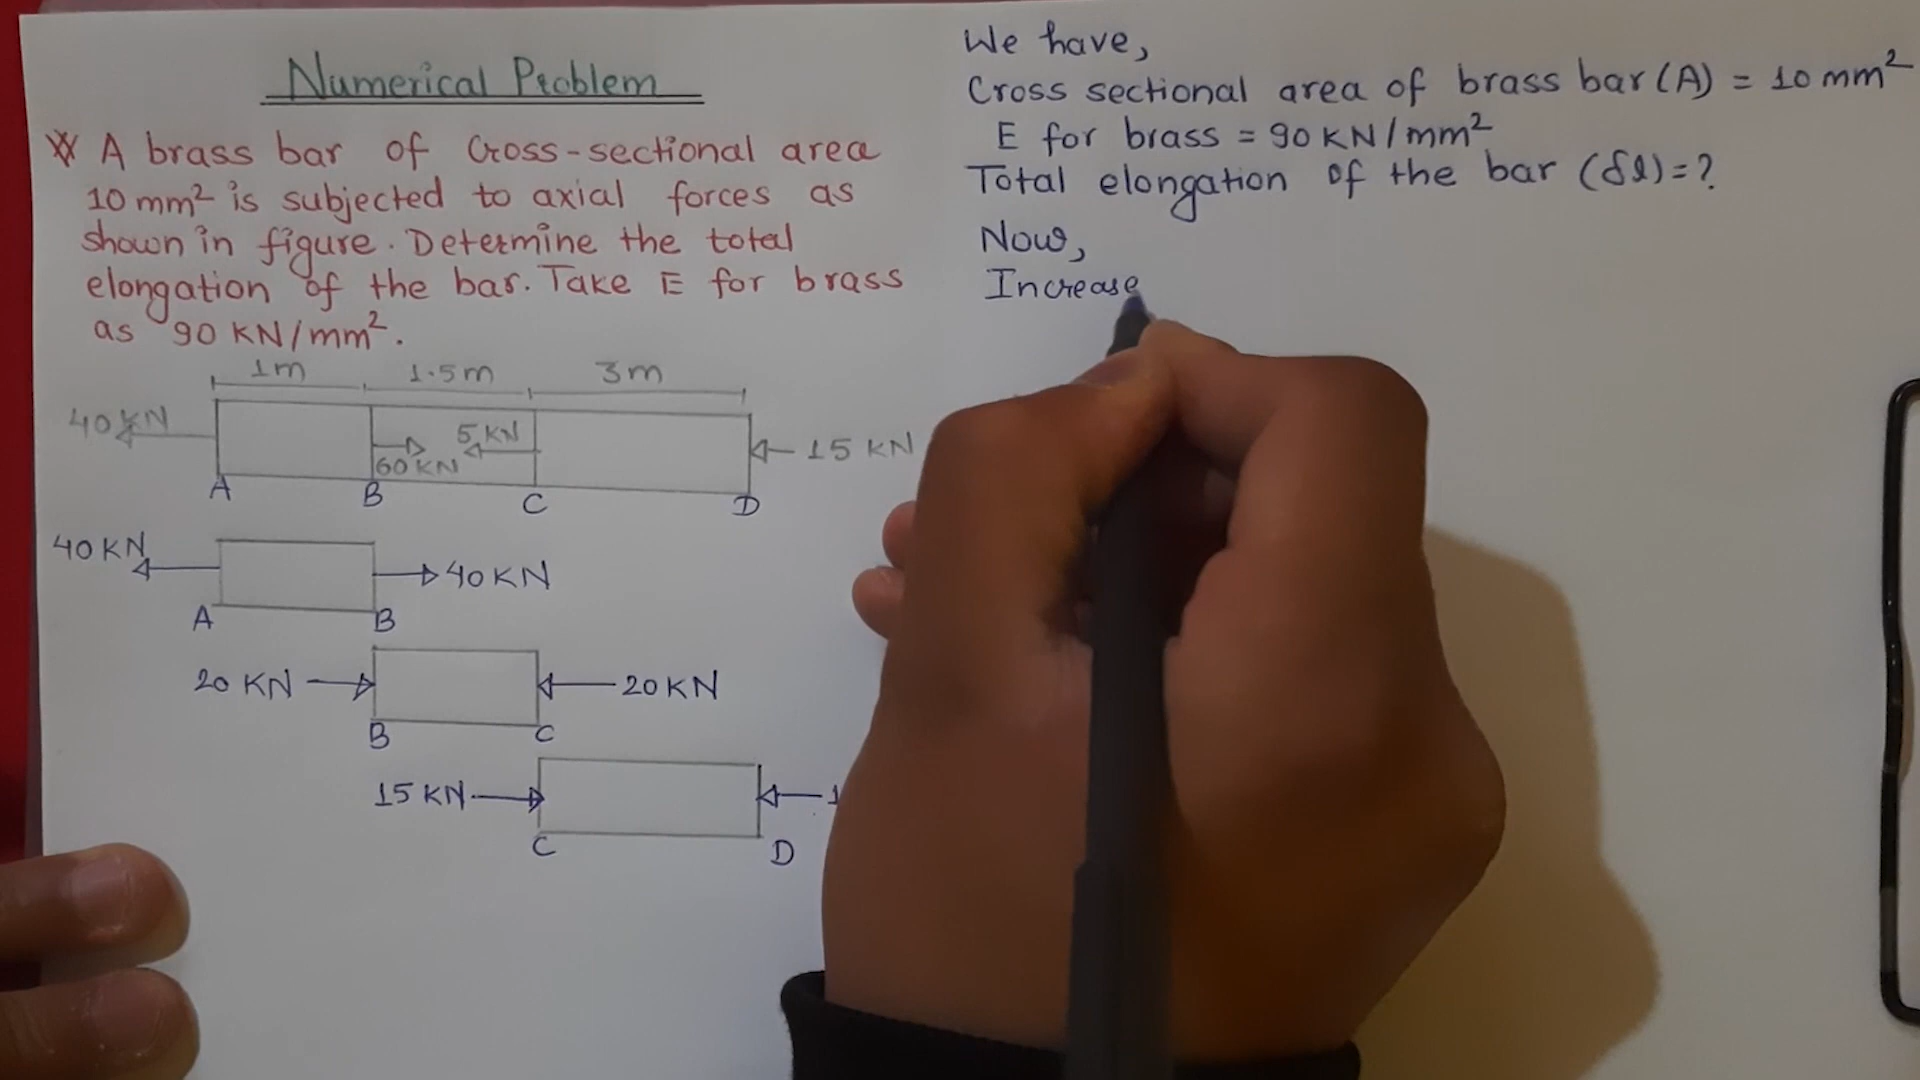 Numerical Problem
A brass bar of Cross-sectional area
10 mm² is subjected to axial forces as
shown in figure. Determine the total
elongation of the bar. Take E for brass
as 90 KN/mm².
1m 1.5m 3m
40 KN 60 KN 5 KN 15 KN
A B C D
40 KN 40 KN
A B
20 KN 20 KN
B C
15 KN
C D
We have,
Cross sectional area of brass bar (A) = 10 mm²
E for brass = 90 KN/mm²
Total elongation of the bar (δl) = ?
Now,
Increase